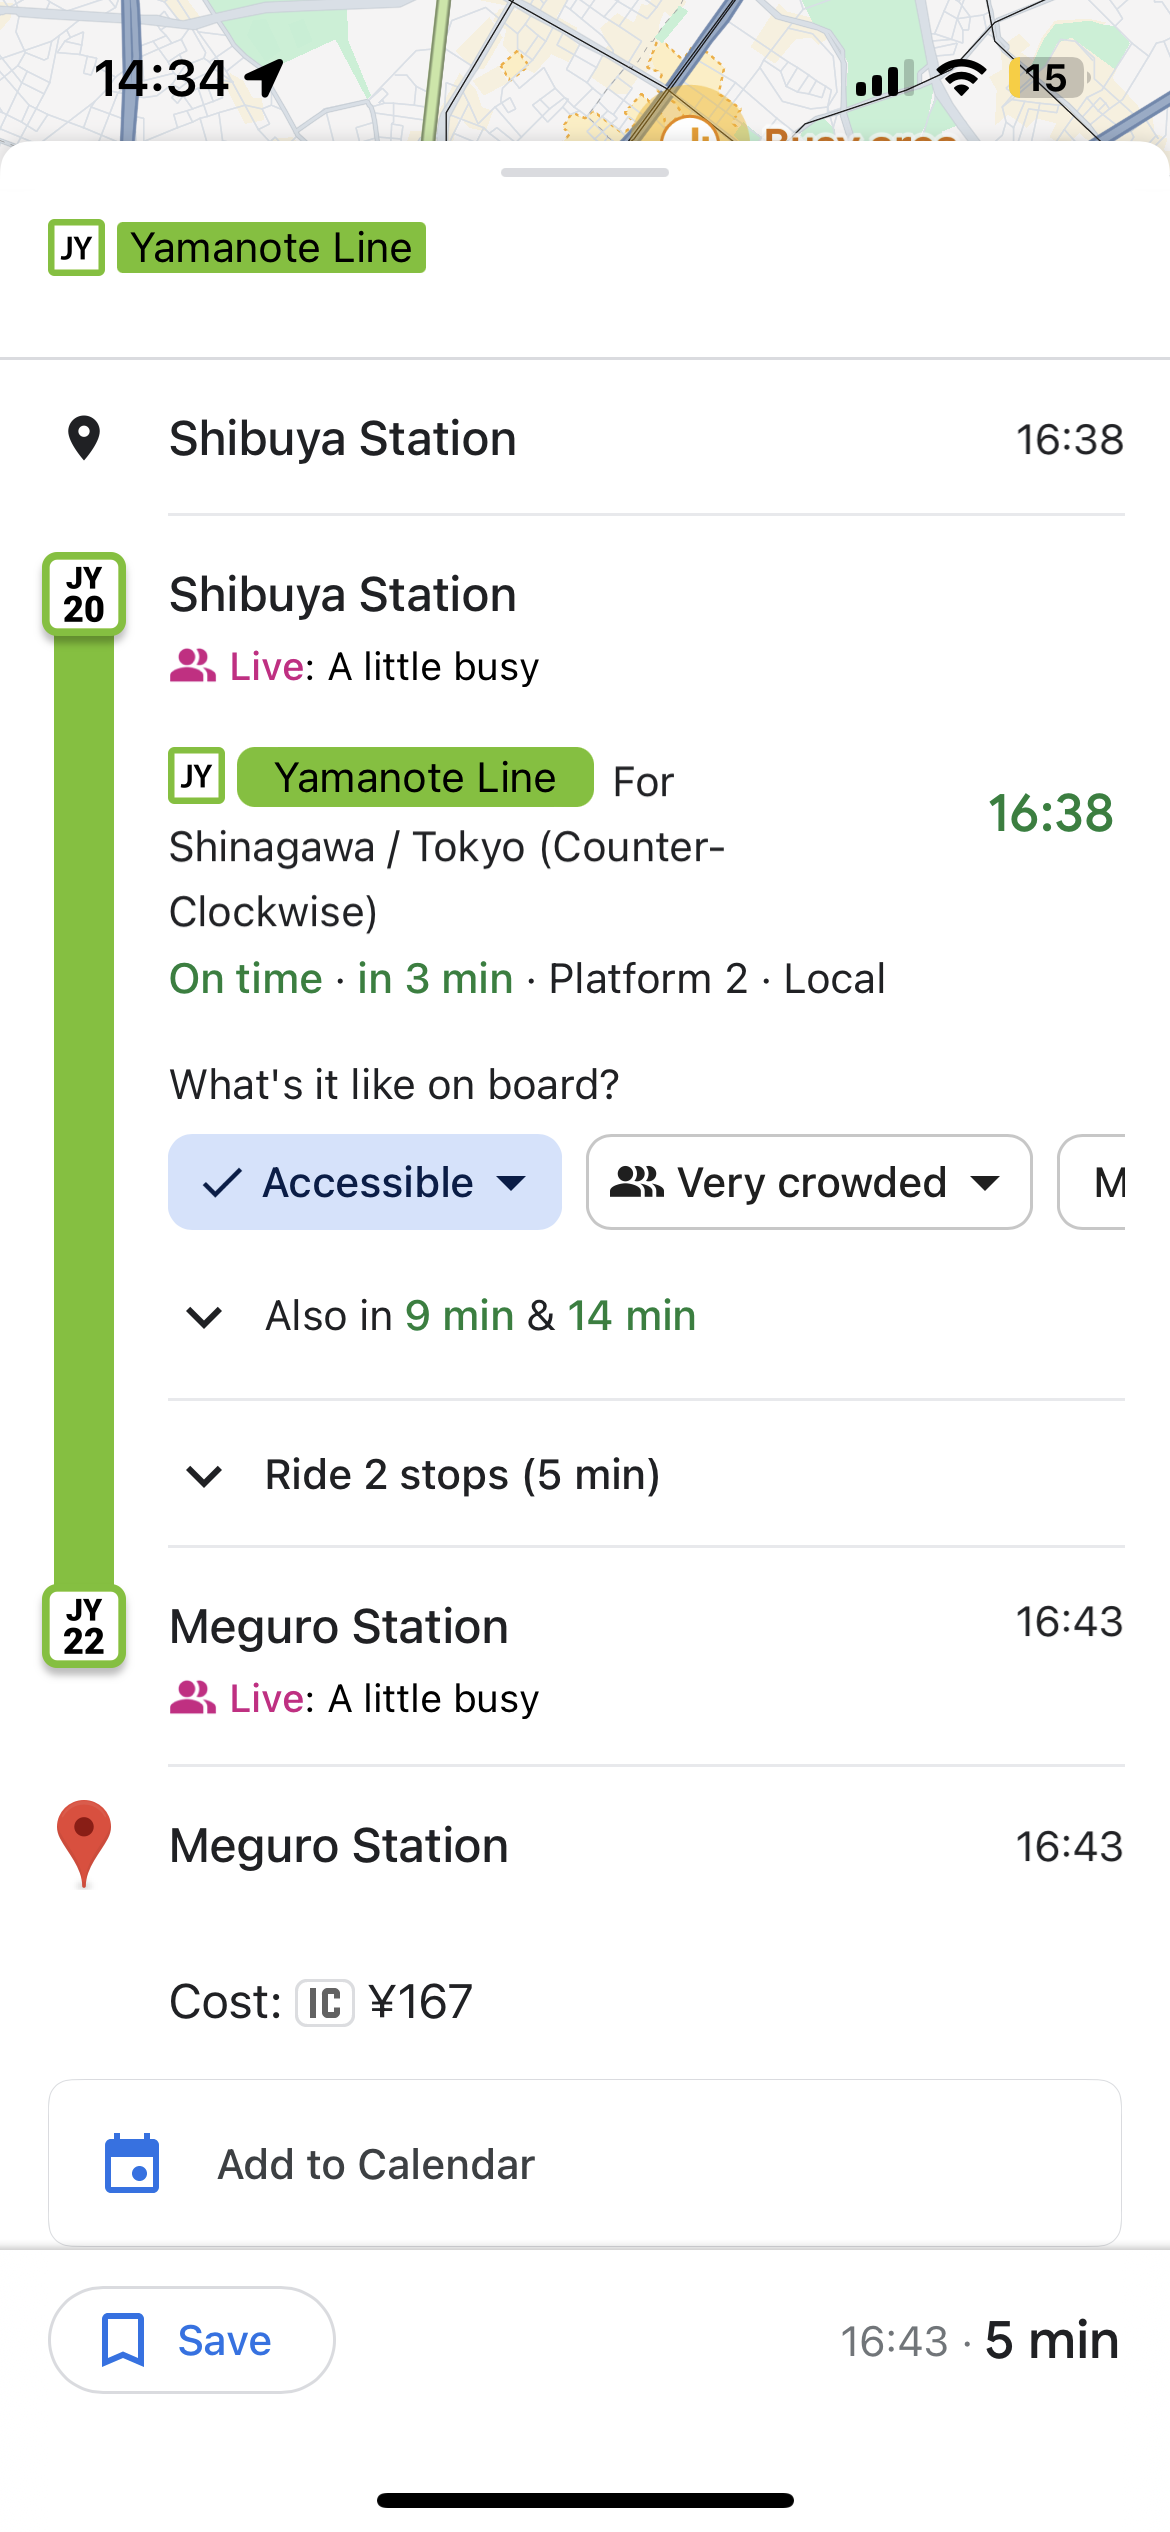 14:34
15
JY Yamanote Line
Shibuya Station 16:38
JY 20
Shibuya Station
Live: A little busy
JY Yamanote Line For
16:38
Shinagawa / Tokyo (Counter-
Clockwise)
On time · in 3 min · Platform 2 · Local
What's it like on board?
Accessible Very crowded
Also in 9 min & 14 min
Ride 2 stops (5 min)
JY 22
Meguro Station 16:43
Live: A little busy
Meguro Station 16:43
Cost: IC ¥167
Add to Calendar
Save 16:43 · 5 min